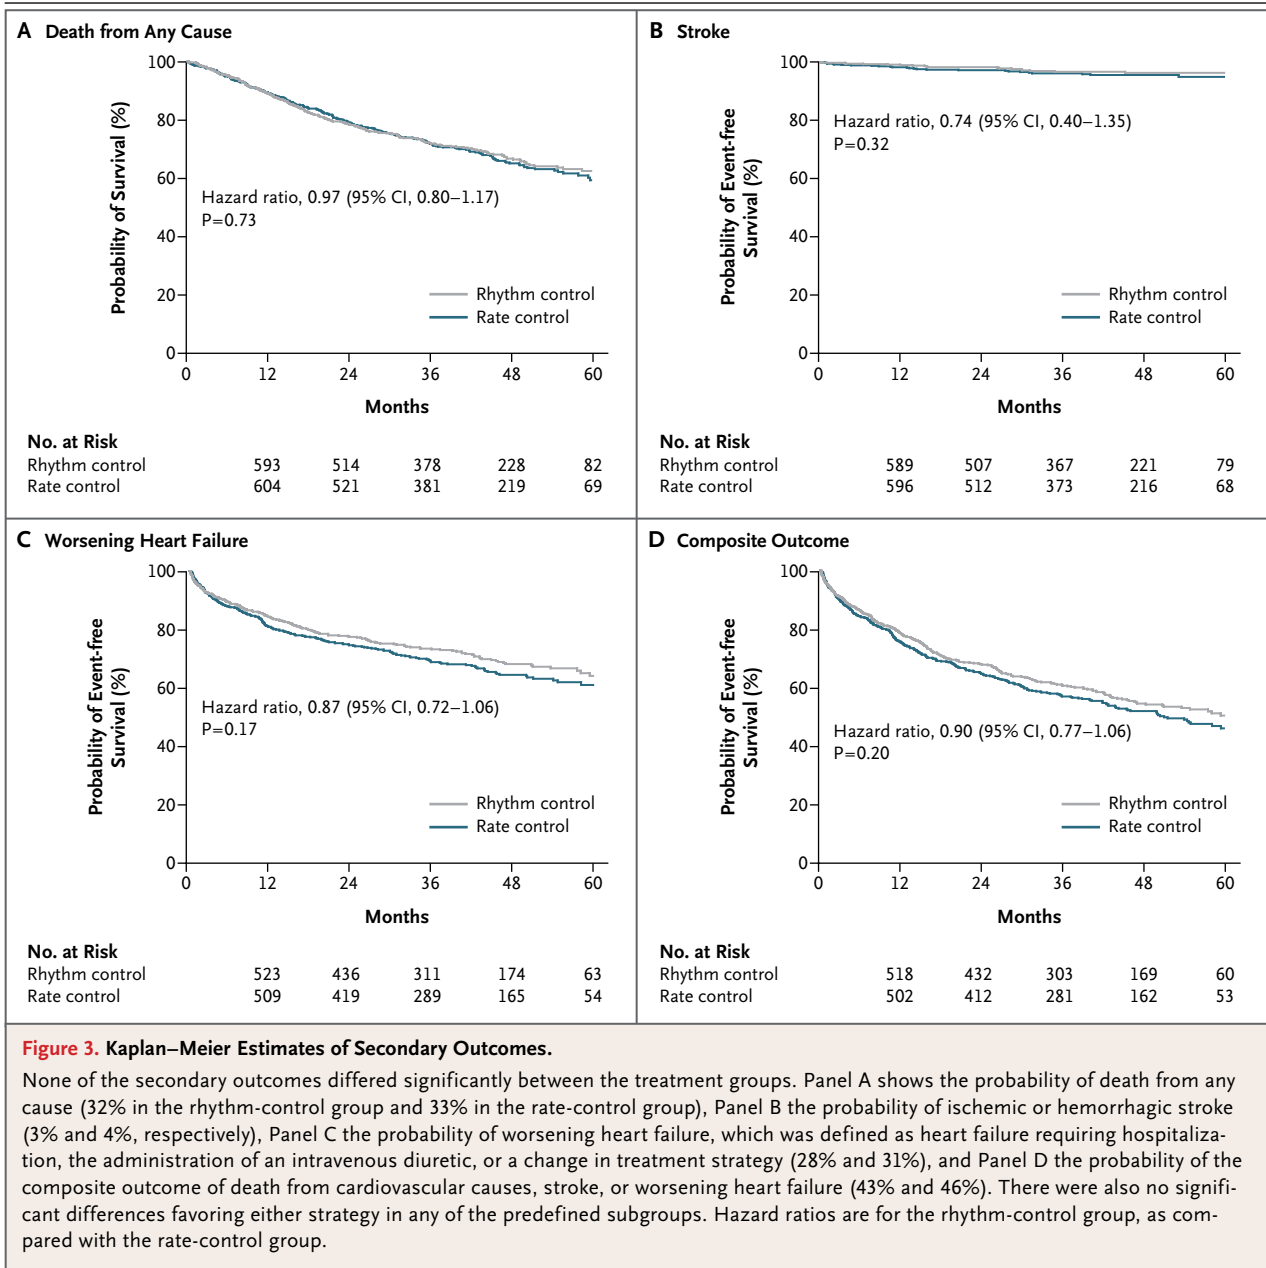 A Death from Any Cause
Probability of Survival (%)
100
80
60
40
20
0
Hazard ratio, 0.97 (95% CI, 0.80–1.17)
P=0.73
Rhythm control
Rate control
0 12 24 36 48 60
Months
No. at Risk
Rhythm control 593 514 378 228 82
Rate control 604 521 381 219 69
B Stroke
Probability of Event-free
Survival (%)
100
80
60
40
20
0
Hazard ratio, 0.74 (95% CI, 0.40–1.35)
P=0.32
Rhythm control
Rate control
0 12 24 36 48 60
Months
No. at Risk
Rhythm control 589 507 367 221 79
Rate control 596 512 373 216 68
C Worsening Heart Failure
Probability of Event-free
Survival (%)
100
80
60
40
20
0
Hazard ratio, 0.87 (95% CI, 0.72–1.06)
P=0.17
Rhythm control
Rate control
0 12 24 36 48 60
Months
No. at Risk
Rhythm control 523 436 311 174 63
Rate control 509 419 289 165 54
D Composite Outcome
Probability of Event-free
Survival (%)
100
80
60
40
20
0
Hazard ratio, 0.90 (95% CI, 0.77–1.06)
P=0.20
Rhythm control
Rate control
0 12 24 36 48 60
Months
No. at Risk
Rhythm control 518 432 303 169 60
Rate control 502 412 281 162 53
Figure 3. Kaplan–Meier Estimates of Secondary Outcomes.
None of the secondary outcomes differed significantly between the treatment groups. Panel A shows the probability of death from any
cause (32% in the rhythm-control group and 33% in the rate-control group), Panel B the probability of ischemic or hemorrhagic stroke
(3% and 4%, respectively), Panel C the probability of worsening heart failure, which was defined as heart failure requiring hospitaliza-
tion, the administration of an intravenous diuretic, or a change in treatment strategy (28% and 31%), and Panel D the probability of the
composite outcome of death from cardiovascular causes, stroke, or worsening heart failure (43% and 46%). There were also no signifi-
cant differences favoring either strategy in any of the predefined subgroups. Hazard ratios are for the rhythm-control group, as com-
pared with the rate-control group.